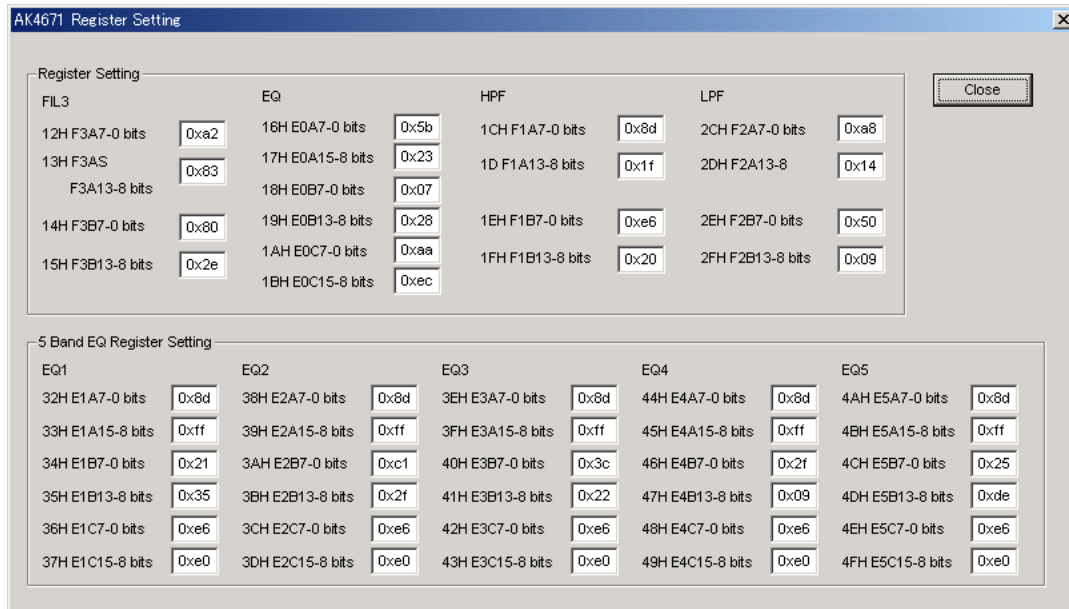 AK4671 Register Setting
Register Setting
Close
FIL3
12H F3A7-0 bits 0xa2
13H F3AS
F3A13-8 bits 0x83
14H F3B7-0 bits 0x80
15H F3B13-8 bits 0x2e
EQ
16H E0A7-0 bits 0x5b
17H E0A15-8 bits 0x23
18H E0B7-0 bits 0x07
19H E0B13-8 bits 0x28
1AH E0C7-0 bits 0xaa
1BH E0C15-8 bits 0xec
HPF
1CH F1A7-0 bits 0x8d
1D F1A13-8 bits 0x1f
1EH F1B7-0 bits 0xe6
1FH F1B13-8 bits 0x20
LPF
2CH F2A7-0 bits 0xa8
2DH F2A13-8 0x14
2EH F2B7-0 bits 0x50
2FH F2B13-8 bits 0x09
5 Band EQ Register Setting
EQ1
32H E1A7-0 bits 0x8d
33H E1A15-8 bits 0xff
34H E1B7-0 bits 0x21
35H E1B13-8 bits 0x35
36H E1C7-0 bits 0xe6
37H E1C15-8 bits 0xe0
EQ2
38H E2A7-0 bits 0x8d
39H E2A15-8 bits 0xff
3AH E2B7-0 bits 0xc1
3BH E2B13-8 bits 0x2f
3CH E2C7-0 bits 0xe6
3DH E2C15-8 bits 0xe0
EQ3
3EH E3A7-0 bits 0x8d
3FH E3A15-8 bits 0xff
40H E3B7-0 bits 0x3c
41H E3B13-8 bits 0x22
42H E3C7-0 bits 0xe6
43H E3C15-8 bits 0xe0
EQ4
44H E4A7-0 bits 0x8d
45H E4A15-8 bits 0xff
46H E4B7-0 bits 0x2f
47H E4B13-8 bits 0x09
48H E4C7-0 bits 0xe6
49H E4C15-8 bits 0xe0
EQ5
4AH E5A7-0 bits 0x8d
4BH E5A15-8 bits 0xff
4CH E5B7-0 bits 0x25
4DH E5B13-8 bits 0xde
4EH E5C7-0 bits 0xe6
4FH E5C15-8 bits 0xe0